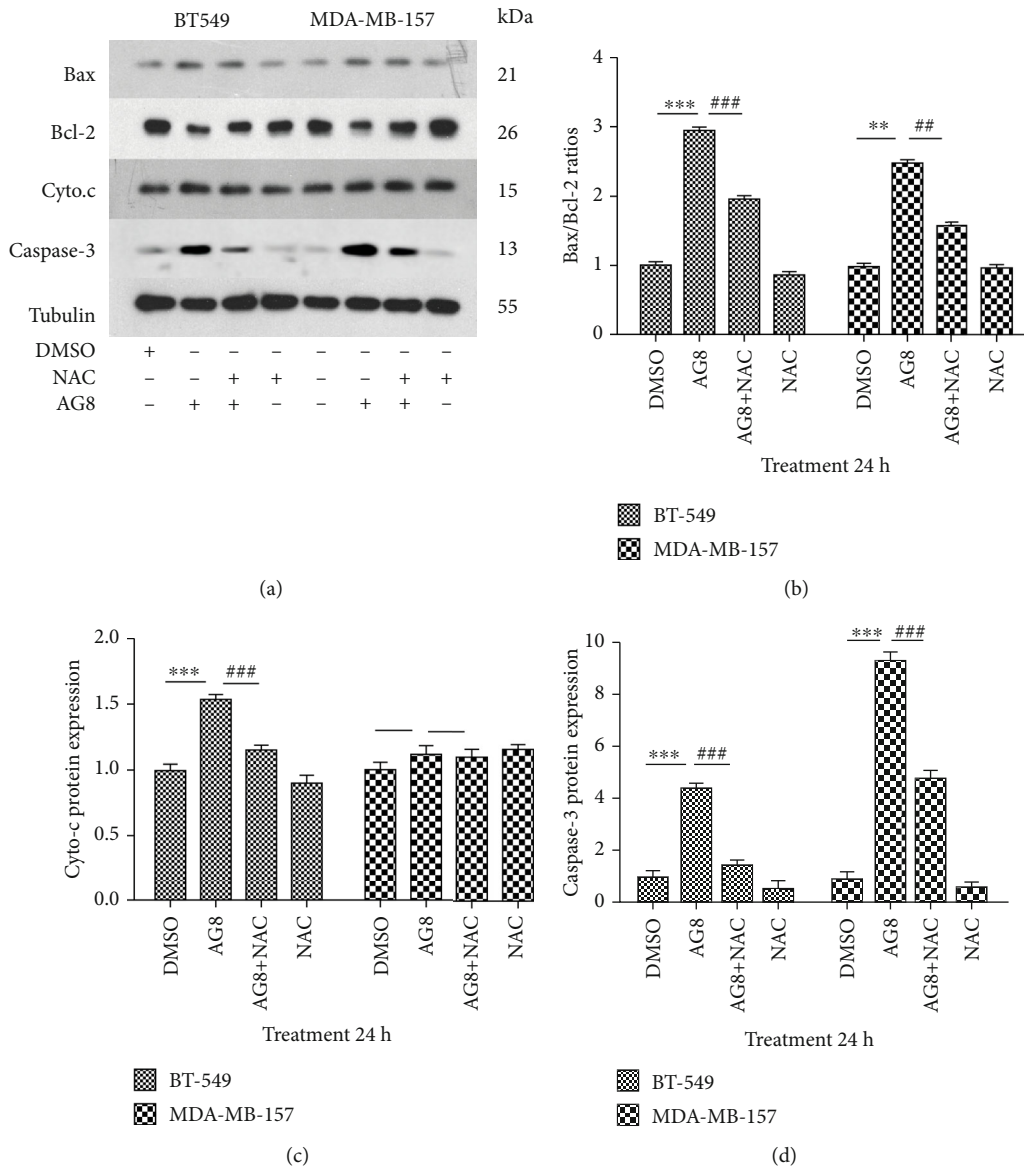 BT549 MDA-MB-157 kDa
Bax 21
Bcl-2 26
Cyto.c 15
Caspase-3 13
Tubulin 55
DMSO + – – – – – – –
NAC – – + + – – + +
AG8 – + + – – + + –
(a)
4
3
2
1
0
Bax/Bcl-2 ratios
*** ###
** ##
DMSO
AG8
AG8+NAC
NAC
DMSO
AG8
AG8+NAC
NAC
Treatment 24 h
BT-549
MDA-MB-157
(b)
2.0
1.5
1.0
0.5
0.0
Cyto-c protein expression
*** ###
DMSO
AG8
AG8+NAC
NAC
DMSO
AG8
AG8+NAC
NAC
Treatment 24 h
BT-549
MDA-MB-157
(c)
10
8
6
4
2
0
Caspase-3 protein expression
*** ###
*** ###
DMSO
AG8
AG8+NAC
NAC
DMSO
AG8
AG8+NAC
NAC
Treatment 24 h
BT-549
MDA-MB-157
(d)